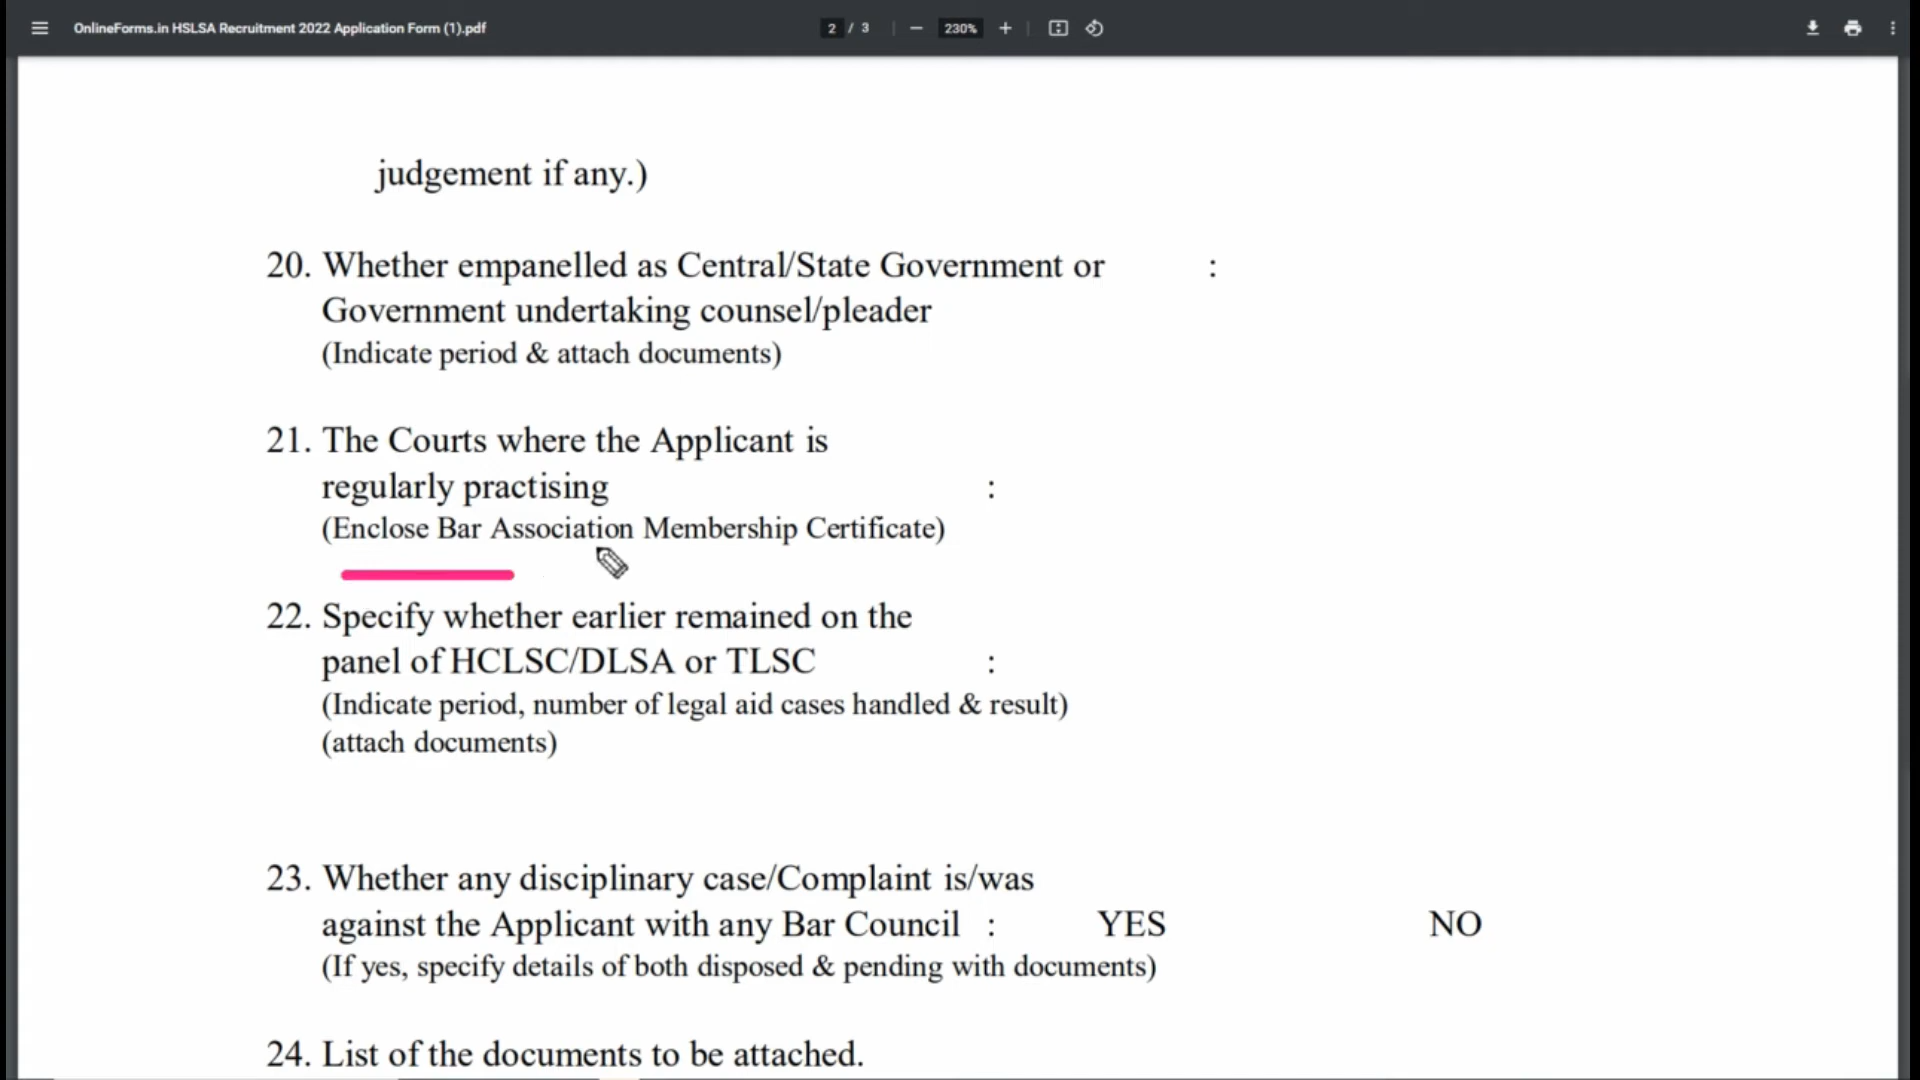 OnlineForms.in HSLSA Recruitment 2022 Application Form (1).pdf
2 / 3
230%
judgement if any.)
20. Whether empanelled as Central/State Government or :
Government undertaking counsel/pleader
(Indicate period & attach documents)
21. The Courts where the Applicant is
regularly practising :
(Enclose Bar Association Membership Certificate)
22. Specify whether earlier remained on the
panel of HCLSC/DLSA or TLSC :
(Indicate period, number of legal aid cases handled & result)
(attach documents)
23. Whether any disciplinary case/Complaint is/was
against the Applicant with any Bar Council : YES NO
(If yes, specify details of both disposed & pending with documents)
24. List of the documents to be attached.